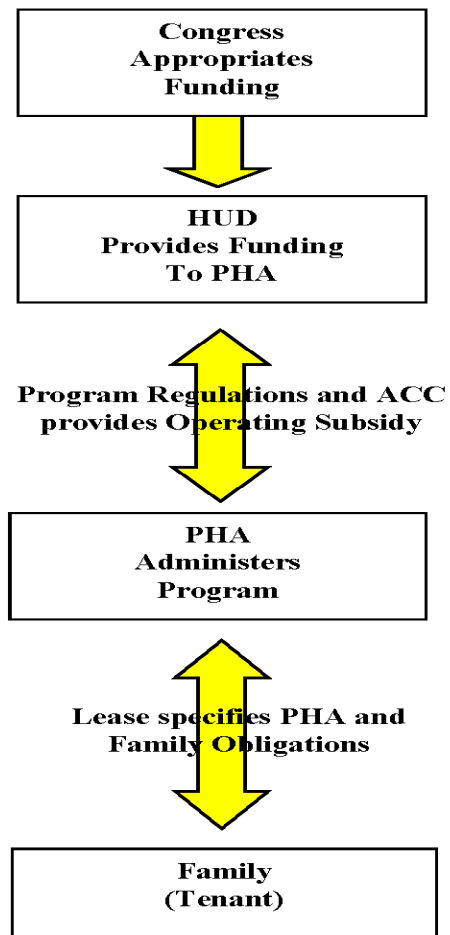 Congress
Appropriates
Funding
HUD
Provides Funding
To PHA
Program Regulations and ACC
provides Operating Subsidy
PHA
Administers
Program
Lease specifies PHA and
Family Obligations
Family
(Tenant)